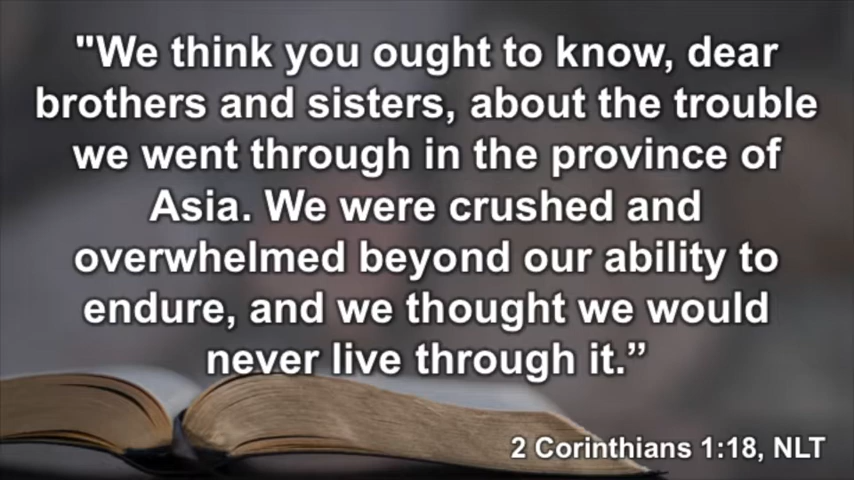 "We think you ought to know, dear
brothers and sisters, about the trouble
we went through in the province of
Asia. We were crushed and
overwhelmed beyond our ability to
endure, and we thought we would
never live through it.”
2 Corinthians 1:18, NLT